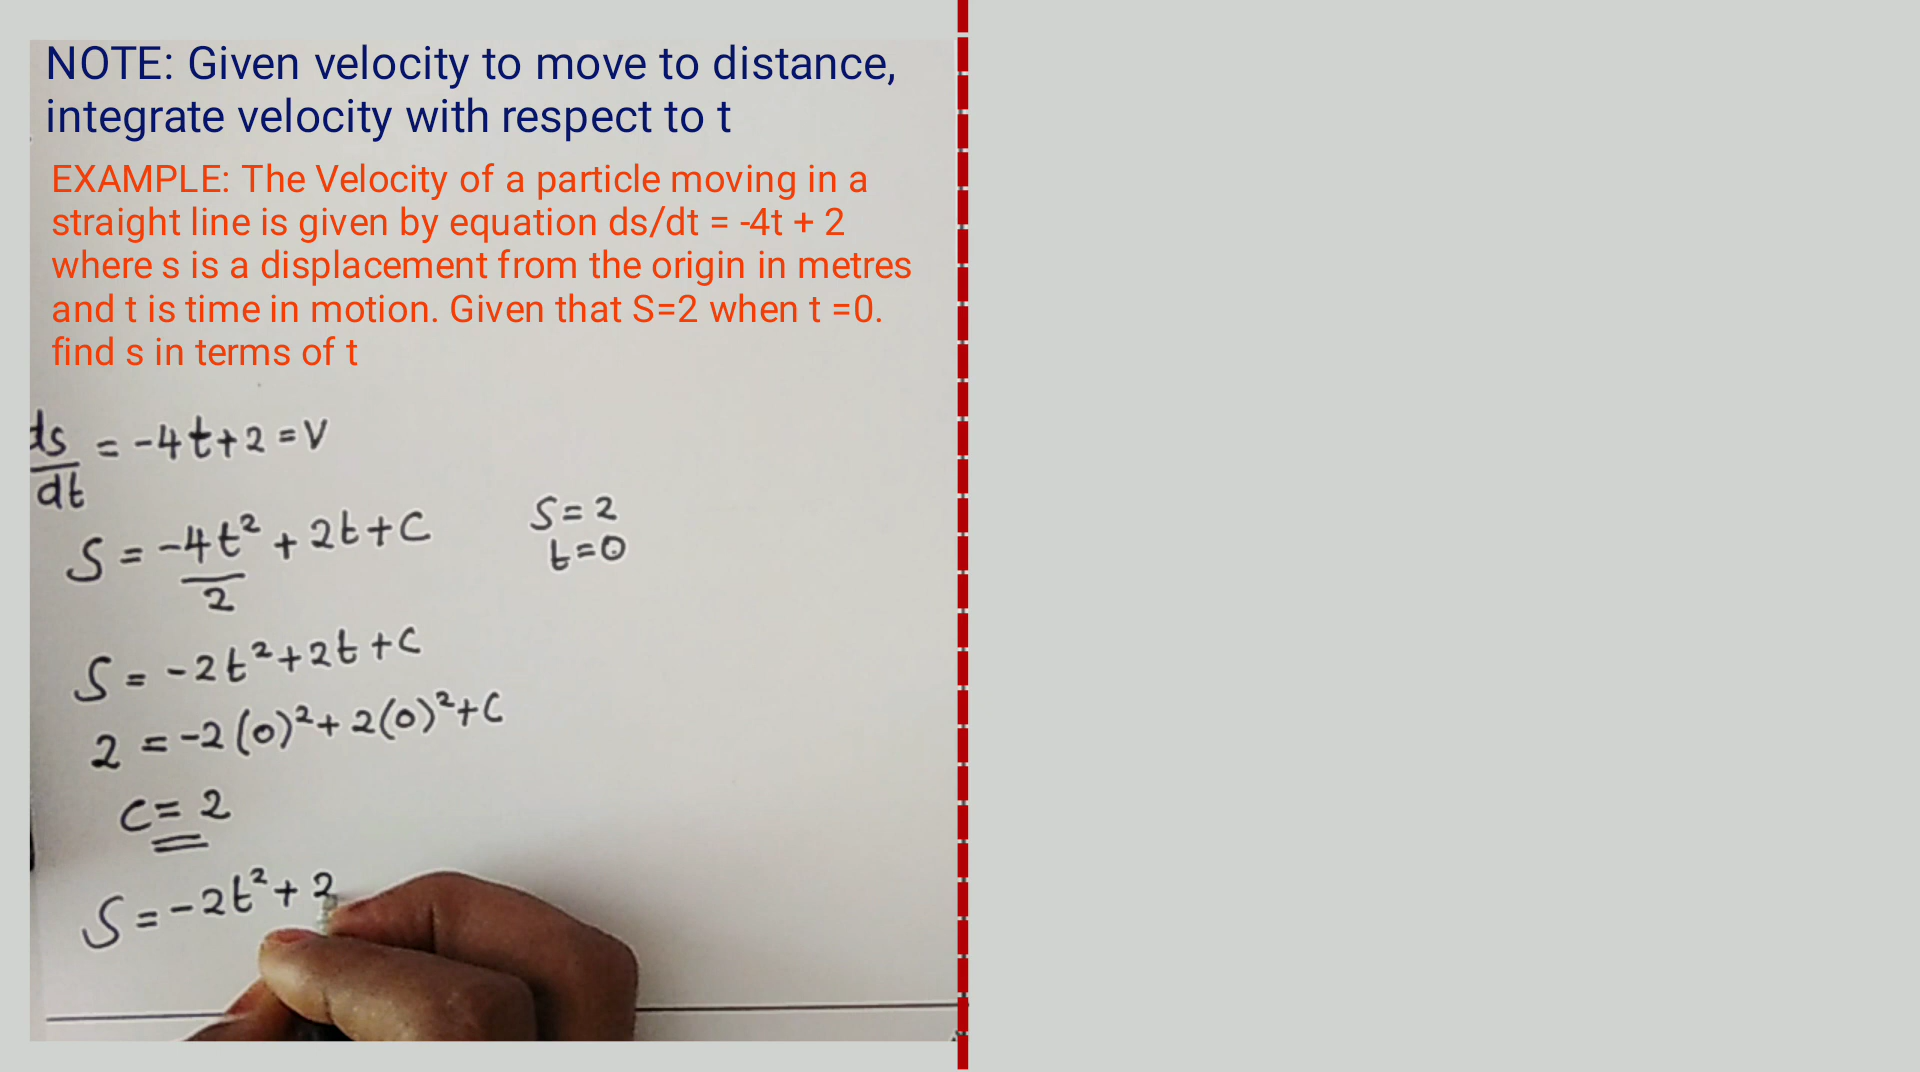 NOTE: Given velocity to move to distance,
integrate velocity with respect to t
EXAMPLE: The Velocity of a particle moving in a
straight line is given by equation ds/dt = -4t + 2
where s is a displacement from the origin in metres
and t is time in motion. Given that S=2 when t =0.
find s in terms of t
ds/dt = -4t+2 = V
S = -4t²/2 + 2t + C
S = 2
t = 0
S = -2t² + 2t + C
2 = -2(0)² + 2(0)² + C
C = 2
S = -2t² + 2